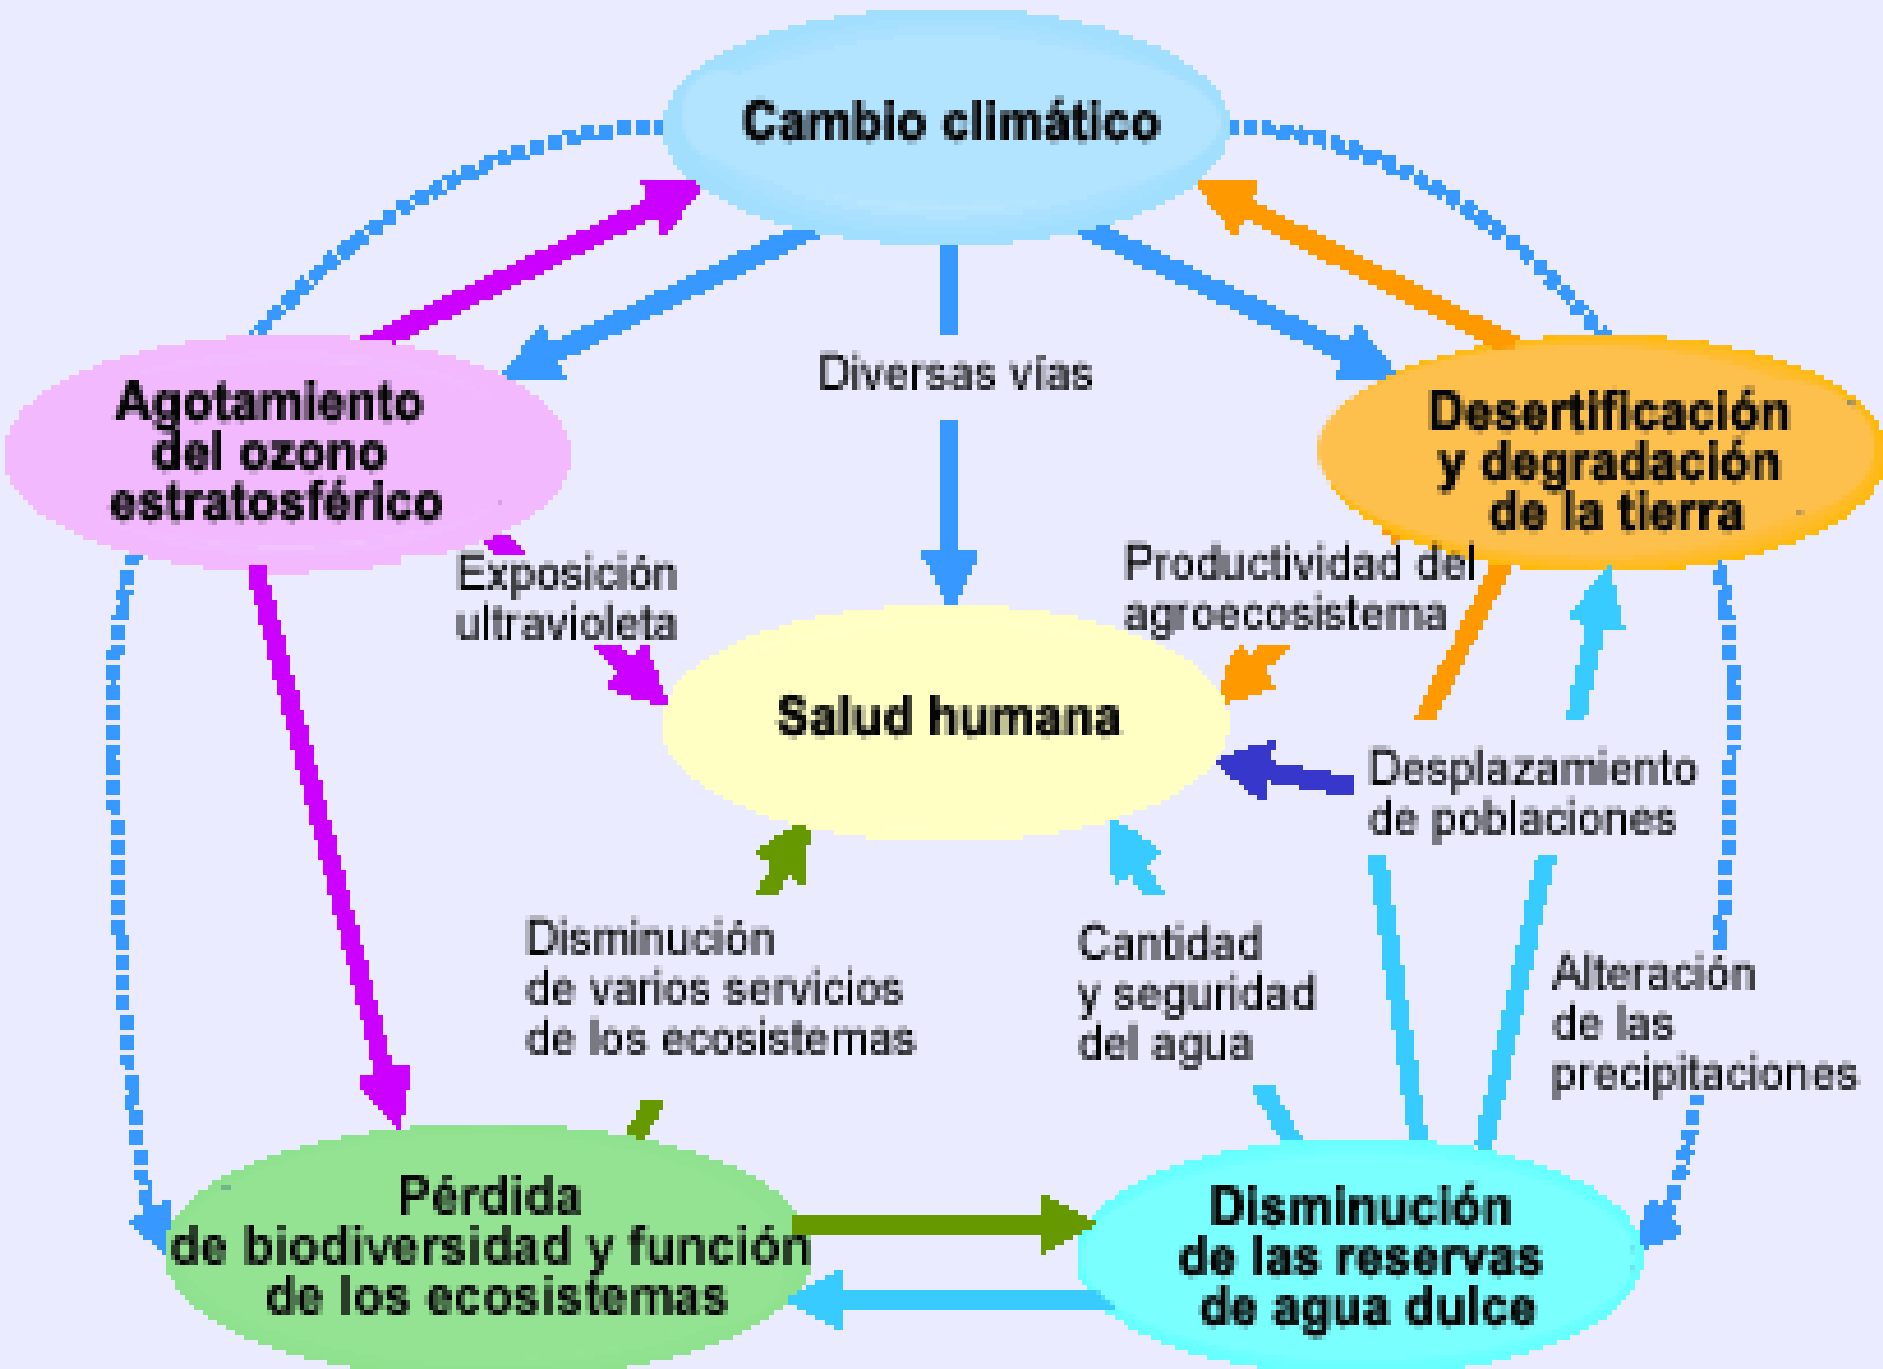 Cambio climático
Diversas vías
Agotamiento
del ozono
estratosférico
Desertificación
y degradación
de la tierra
Exposición
ultravioleta
Productividad del
agroecosistema
Salud humana
Desplazamiento
de poblaciones
Disminución
de varios servicios
de los ecosistemas
Cantidad
y seguridad
del agua
Alteración
de las
precipitaciones
Pérdida
de biodiversidad y función
de los ecosistemas
Disminución
de las reservas
de agua dulce